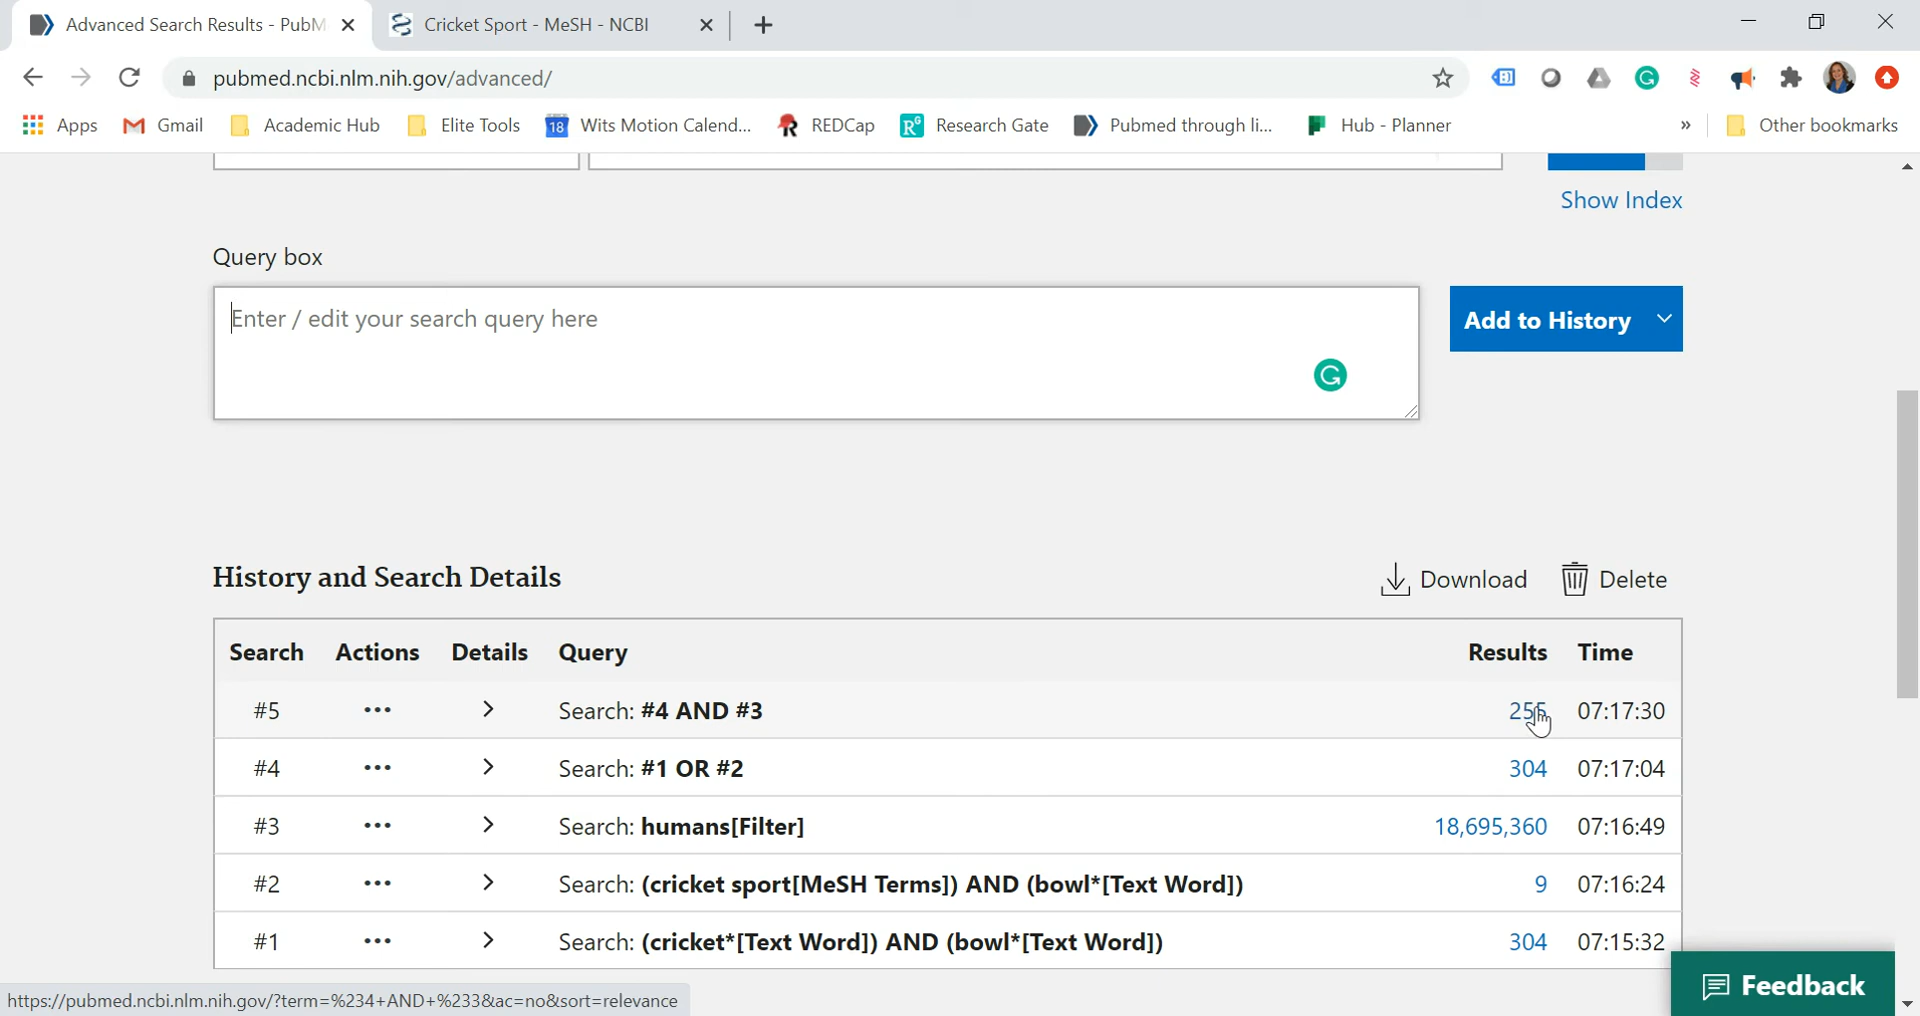 Advanced Search Results - PubM
Cricket Sport - MeSH - NCBI
pubmed.ncbi.nlm.nih.gov/advanced/
Apps Gmail Academic Hub Elite Tools 18 Wits Motion Calend... REDCap Research Gate Pubmed through li... Hub - Planner » Other bookmarks
Show Index
Query box
Enter / edit your search query here
Add to History
History and Search Details
Download Delete
Search Actions Details Query Results Time
#5 ··· > Search: #4 AND #3 255 07:17:30
#4 ··· > Search: #1 OR #2 304 07:17:04
#3 ··· > Search: humans[Filter] 18,695,360 07:16:49
#2 ··· > Search: (cricket sport[MeSH Terms]) AND (bowl*[Text Word]) 9 07:16:24
#1 ··· > Search: (cricket*[Text Word]) AND (bowl*[Text Word]) 304 07:15:32
Feedback
https://pubmed.ncbi.nlm.nih.gov/?term=%234+AND+%233&ac=no&sort=relevance